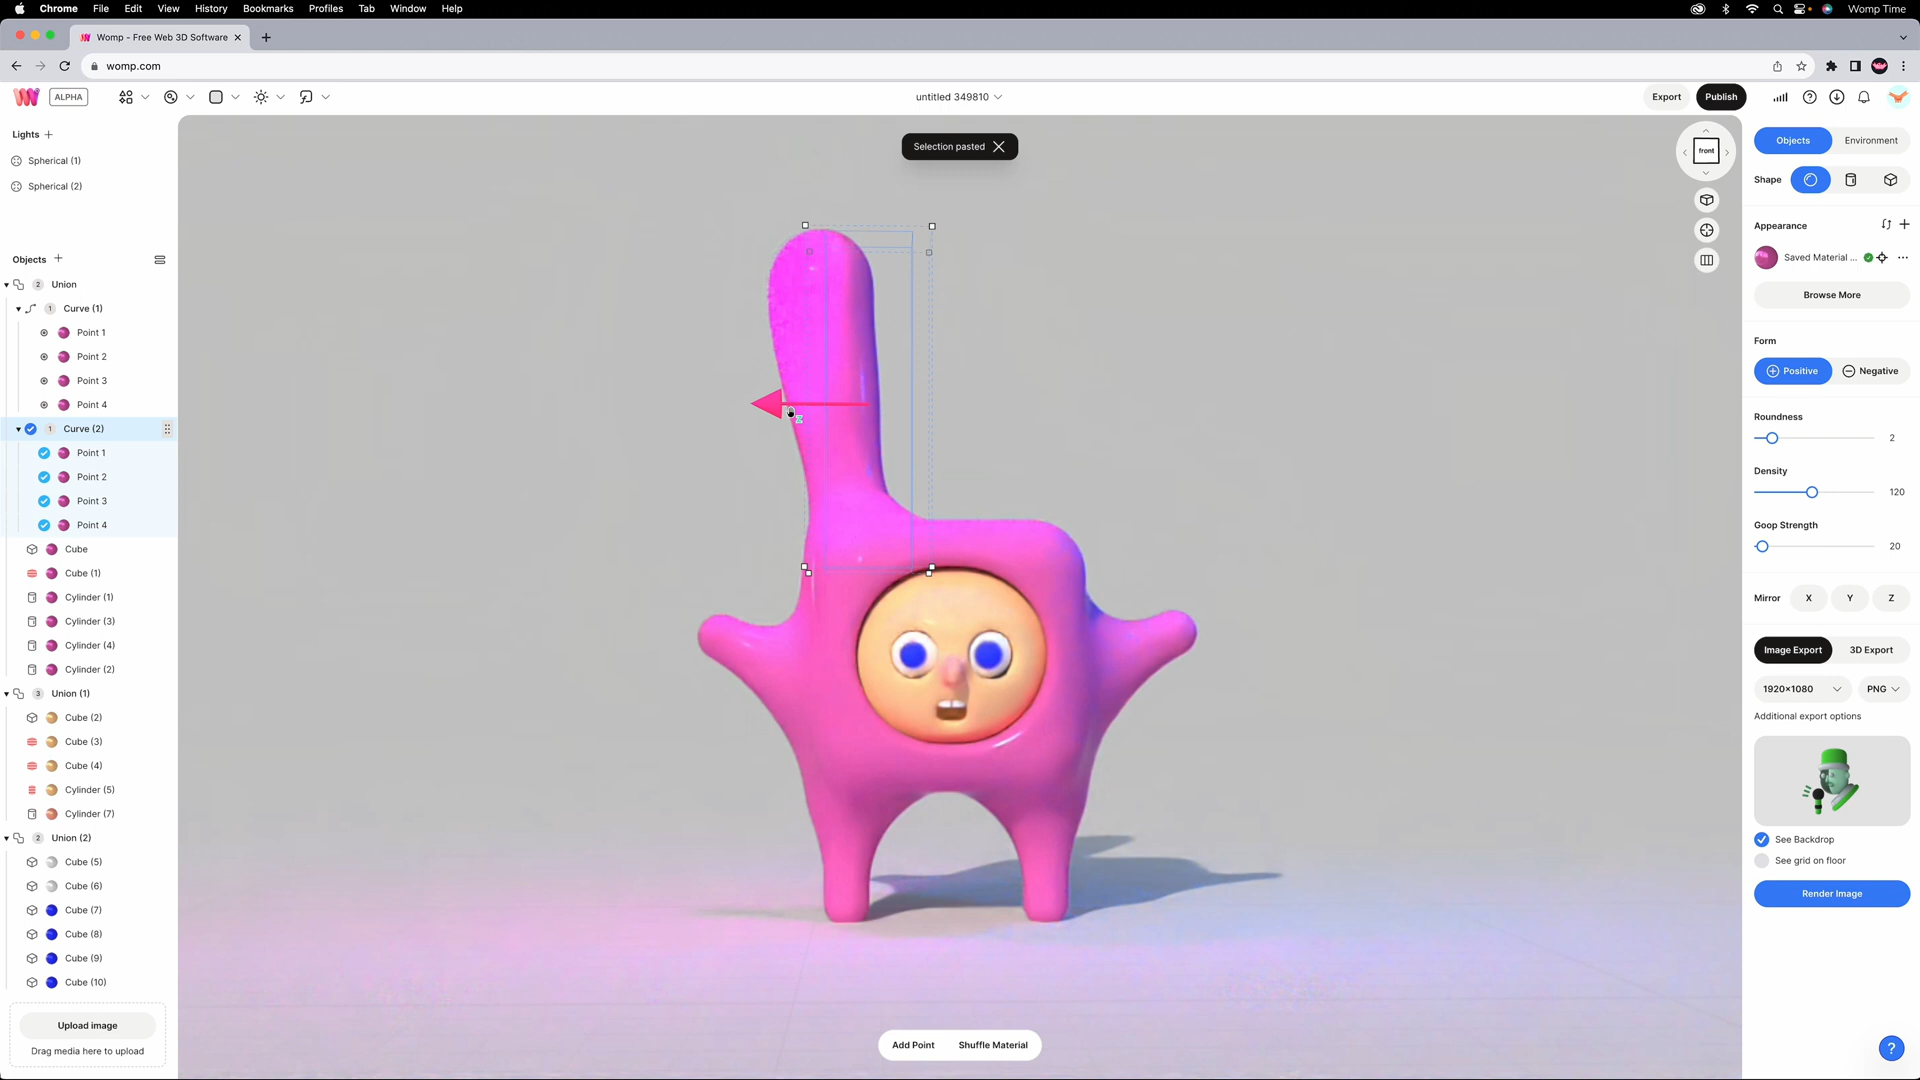 Chrome File Edit View History Bookmarks Profiles Tab Window Help Womp Time
Womp - Free Web 3D Software
womp.com
ALPHA
untitled 349810
Export Publish
Lights
Spherical (1)
Spherical (2)
Objects
2 Union
1 Curve (1)
Point 1
Point 2
Point 3
Point 4
1 Curve (2)
Point 1
Point 2
Point 3
Point 4
Cube
Cube (1)
Cylinder (1)
Cylinder (3)
Cylinder (4)
Cylinder (2)
3 Union (1)
Cube (2)
Cube (3)
Cube (4)
Cylinder (5)
Cylinder (7)
2 Union (2)
Cube (5)
Cube (6)
Cube (7)
Cube (8)
Cube (9)
Cube (10)
Upload image
Drag media here to upload
Selection pasted
front
Add Point Shuffle Material
Objects Environment
Shape
Appearance
Saved Material ...
Browse More
Form
Positive Negative
Roundness
2
Density
120
Goop Strength
20
Mirror X Y Z
Image Export 3D Export
1920×1080 PNG
Additional export options
See Backdrop
See grid on floor
Render Image
?